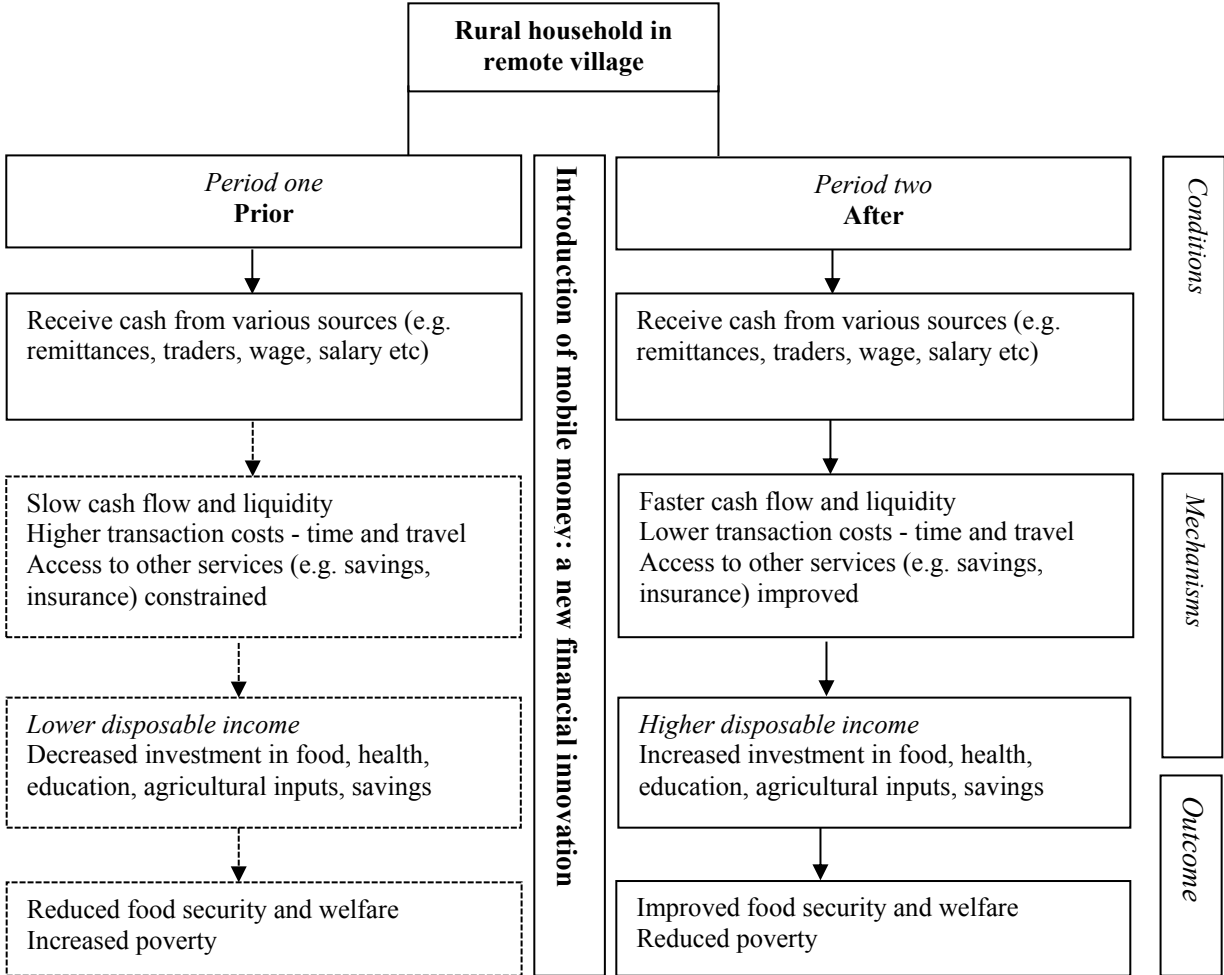 Rural household in
remote village
Period one
Prior
Receive cash from various sources (e.g.
remittances, traders, wage, salary etc)
Slow cash flow and liquidity
Higher transaction costs - time and travel
Access to other services (e.g. savings,
insurance) constrained
Lower disposable income
Decreased investment in food, health,
education, agricultural inputs, savings
Reduced food security and welfare
Increased poverty
Introduction of mobile money: a new financial innovation
Period two
After
Receive cash from various sources (e.g.
remittances, traders, wage, salary etc)
Faster cash flow and liquidity
Lower transaction costs - time and travel
Access to other services (e.g. savings,
insurance) improved
Higher disposable income
Increased investment in food, health,
education, agricultural inputs, savings
Improved food security and welfare
Reduced poverty
Conditions
Mechanisms
Outcome